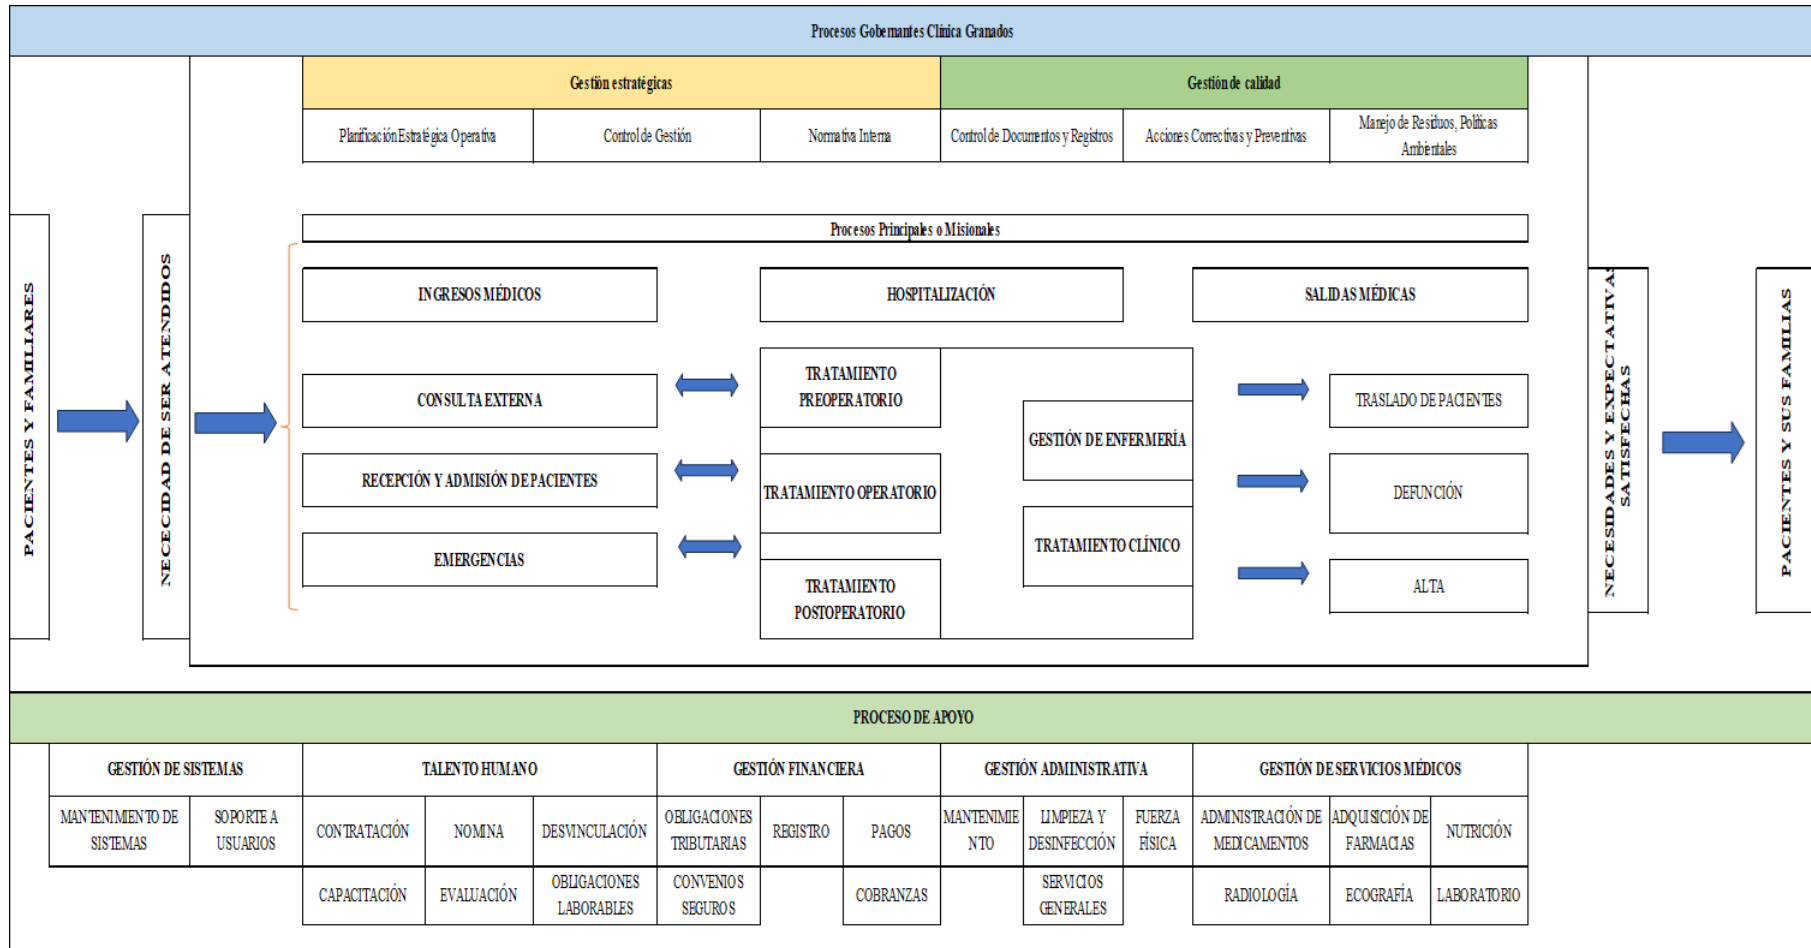 Procesos Gobernantes Clínica Granados
Gestión estratégicas
Gestión de calidad
Planificación Estratégica Operativa
Control de Gestión
Normativa Interna
Control de Documentos y Registros
Acciones Correctivas y Preventivas
Manejo de Residuos, Políticas
Ambientales
PACIENTES Y FAMILIARES
NECECIDAD DE SER ATENDIDOS
Procesos Principales o Misionales
INGRESOS MÉDICOS
HOSPITALIZACIÓN
SALIDAS MÉDICAS
CONSULTA EXTERNA
RECEPCIÓN Y ADMISIÓN DE PACIENTES
EMERGENCIAS
TRATAMIENTO
PREOPERATORIO
TRATAMIENTO OPERATORIO
TRATAMIENTO
POSTOPERATORIO
GESTIÓN DE ENFERMERÍA
TRATAMIENTO CLÍNICO
TRASLADO DE PACIENTES
DEFUNCIÓN
ALTA
NECESIDADES Y EXPECTATIVAS
SATISFECHAS
PACIENTES Y SUS FAMILIAS
PROCESO DE APOYO
GESTIÓN DE SISTEMAS
TALENTO HUMANO
GESTIÓN FINANCIERA
GESTIÓN ADMINISTRATIVA
GESTIÓN DE SERVICIOS MÉDICOS
MANTENIMIENTO DE
SISTEMAS
SOPORTE A
USUARIOS
CONTRATACIÓN
NOMINA
DESVINCULACIÓN
OBLIGACIONES
TRIBUTARIAS
REGISTRO
PAGOS
MANTENIMIE
NTO
LIMPIEZA Y
DESINFECCIÓN
FUERZA
FÍSICA
ADMINISTRACIÓN DE
MEDICAMENTOS
ADQUISICIÓN DE
FARMACIAS
NUTRICIÓN
CAPACITACIÓN
EVALUACIÓN
OBLIGACIONES
LABORABLES
CONVENIOS
SEGUROS
COBRANZAS
SERVICIOS
GENERALES
RADIOLOGÍA
ECOGRAFÍA
LABORATORIO